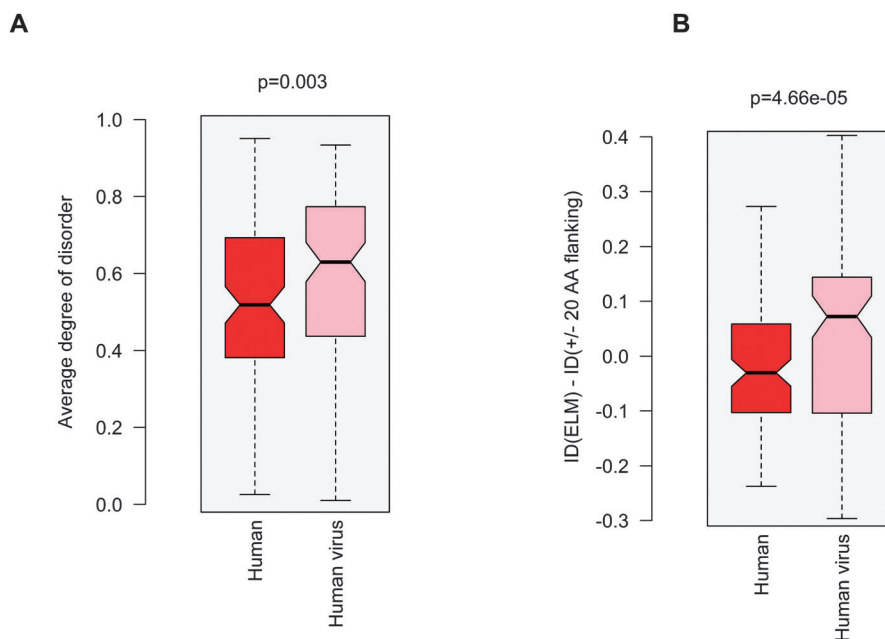 A
p=0.003
Average degree of disorder
1.0
0.8
0.6
0.4
0.2
0.0
Human
Human virus
B
p=4.66e-05
ID(ELM) - ID(+/- 20 AA flanking)
0.4
0.3
0.2
0.1
0.0
-0.1
-0.2
-0.3
Human
Human virus